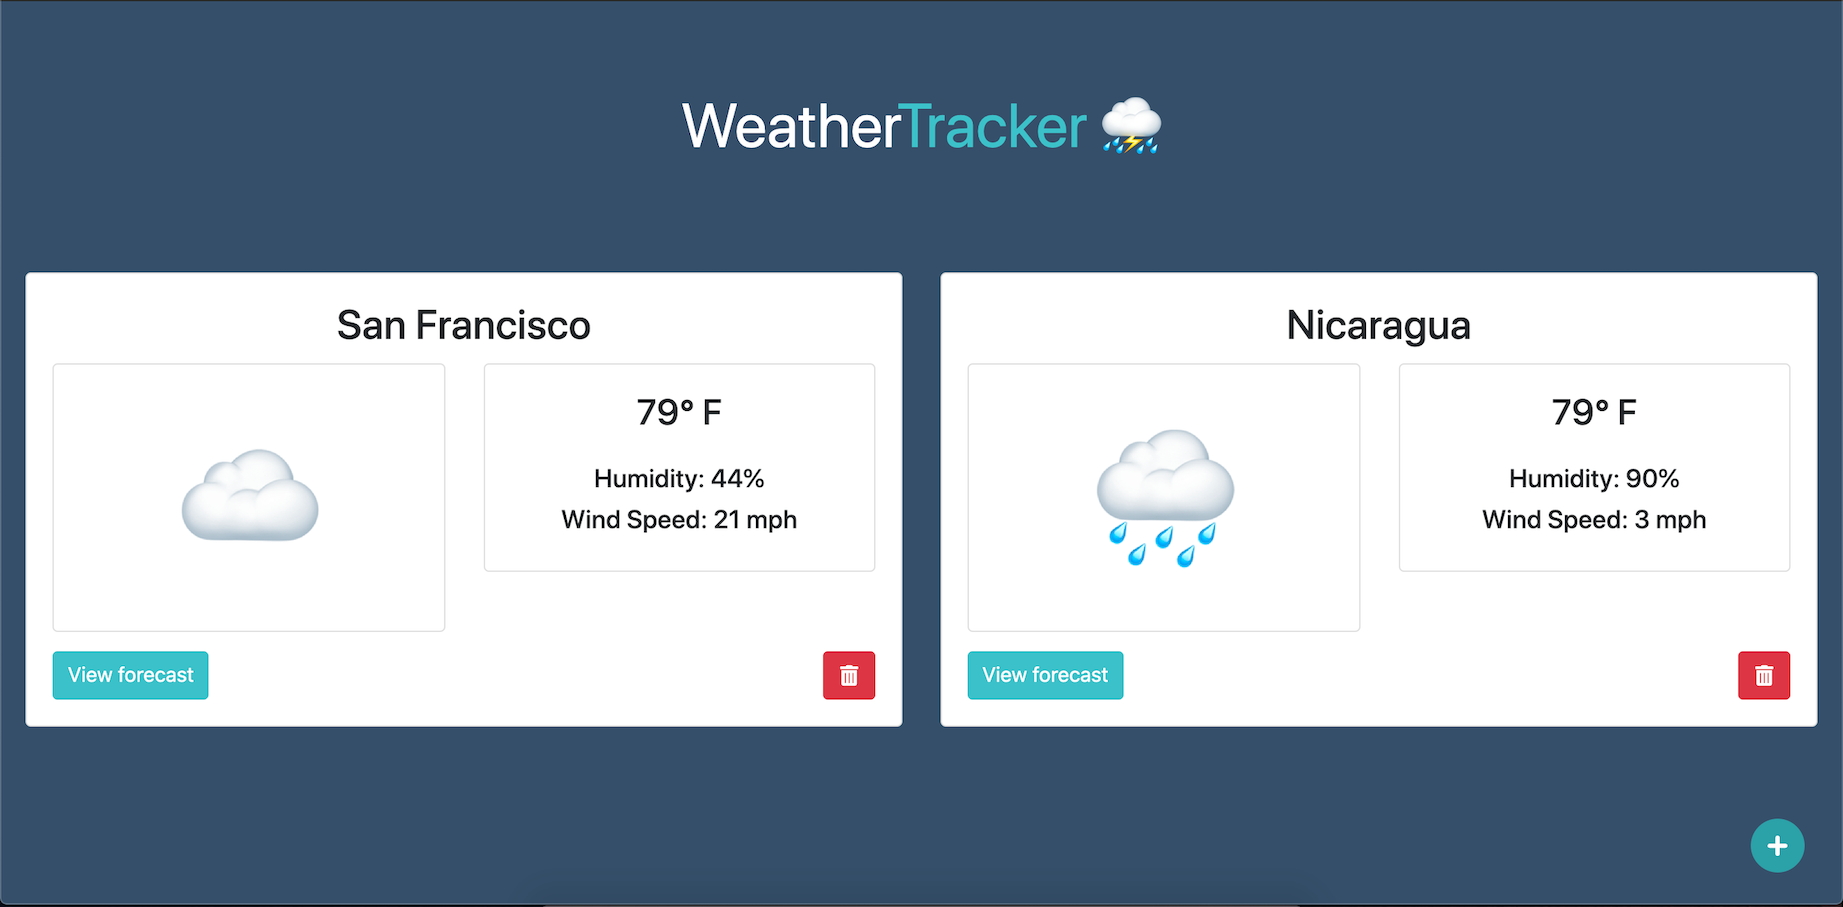 WeatherTracker
San Francisco
79° F
Humidity: 44%
Wind Speed: 21 mph
View forecast
Nicaragua
79° F
Humidity: 90%
Wind Speed: 3 mph
View forecast